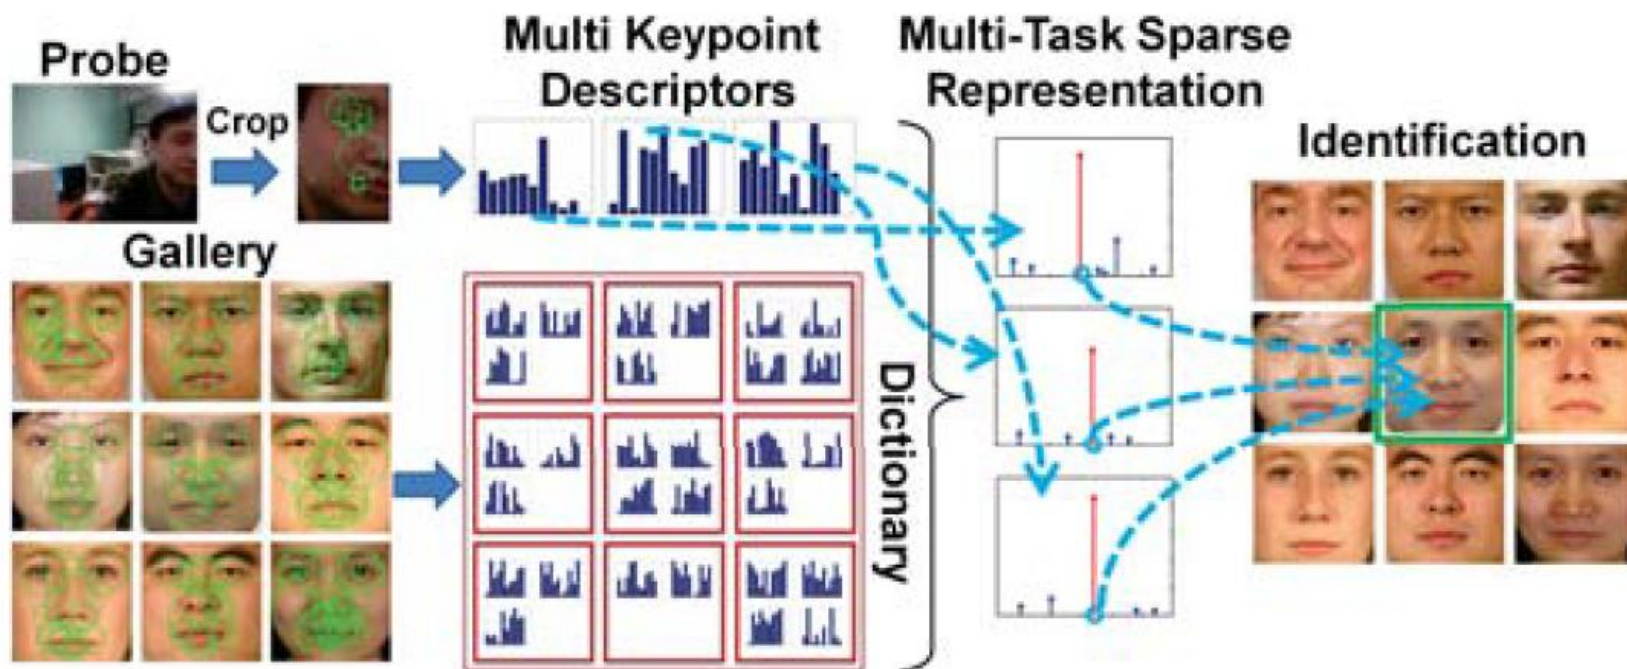 Probe
Crop
Multi Keypoint
Descriptors
Multi-Task Sparse
Representation
Identification
Gallery
Dictionary